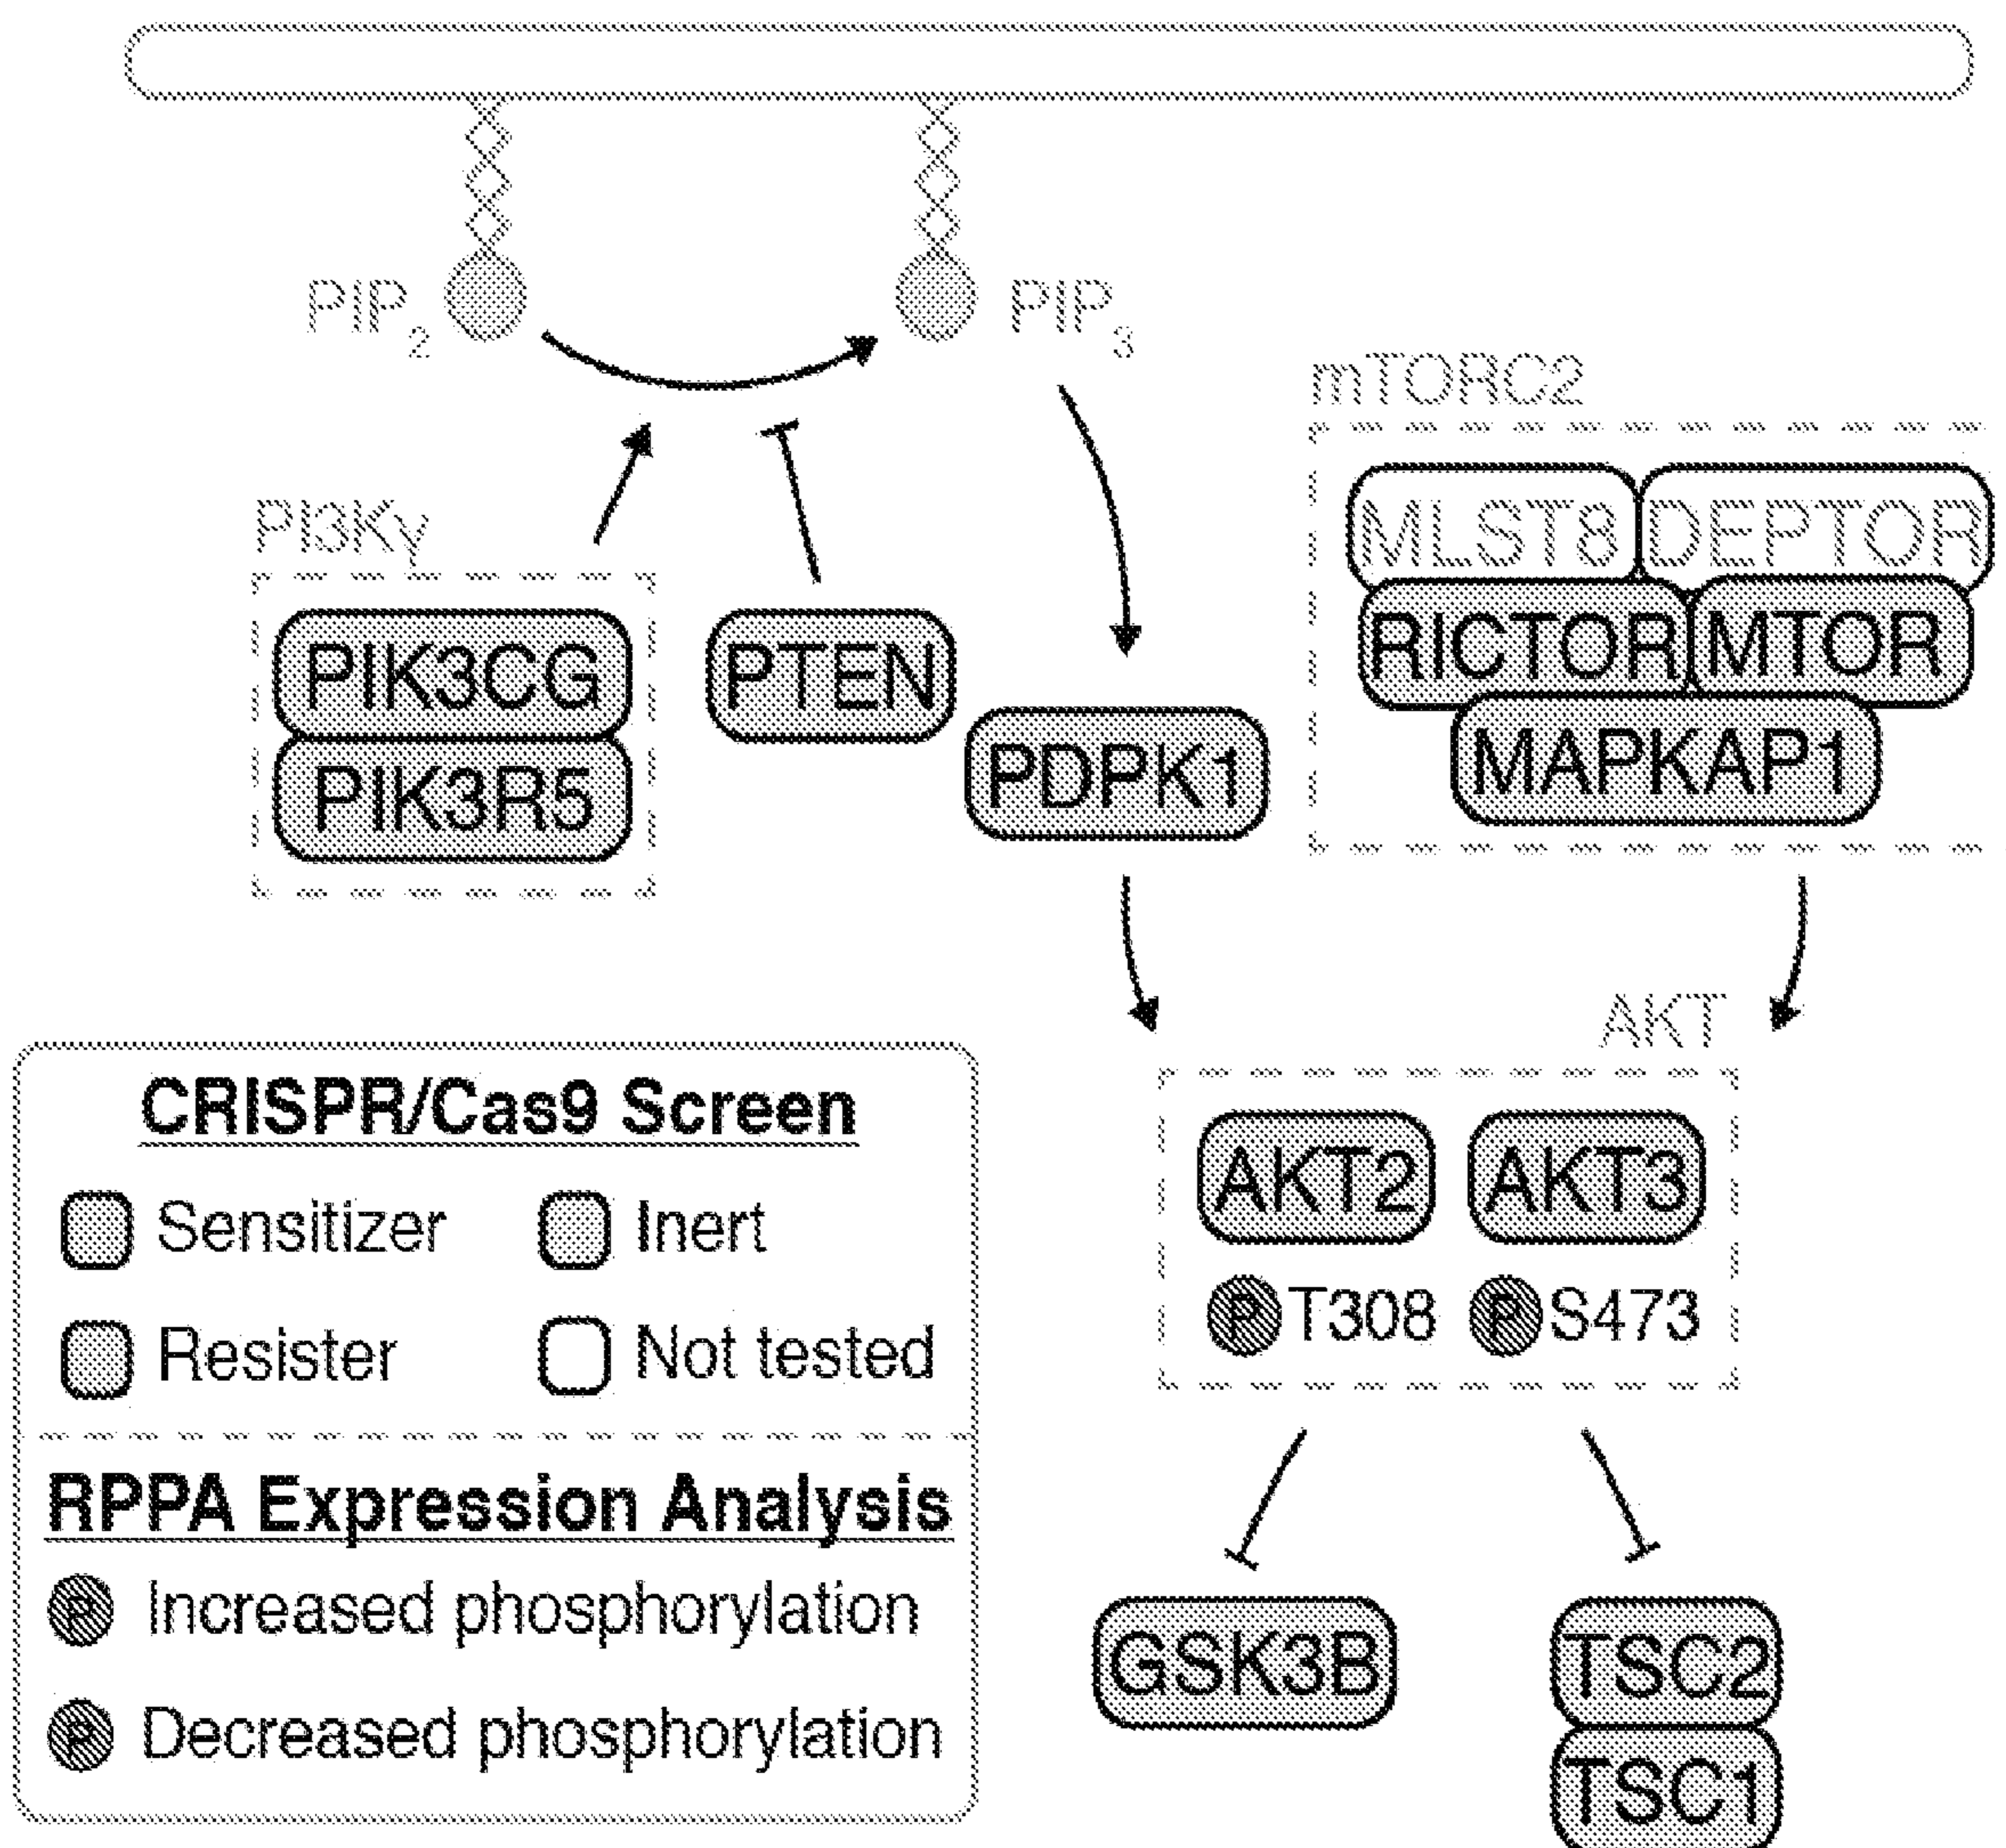 PIP2
PIP3
mTORC2
MLST8 DEPTOR
PI3Kγ
RICTOR MTOR
PIK3CG
PTEN
MAPKAP1
PIK3R5
PDPK1
AKT
CRISPR/Cas9 Screen
Sensitizer
Inert
Resister
Not tested
RPPA Expression Analysis
P Increased phosphorylation
P Decreased phosphorylation
AKT2 AKT3
P T308 P S473
GSK3B
TSC2
TSC1